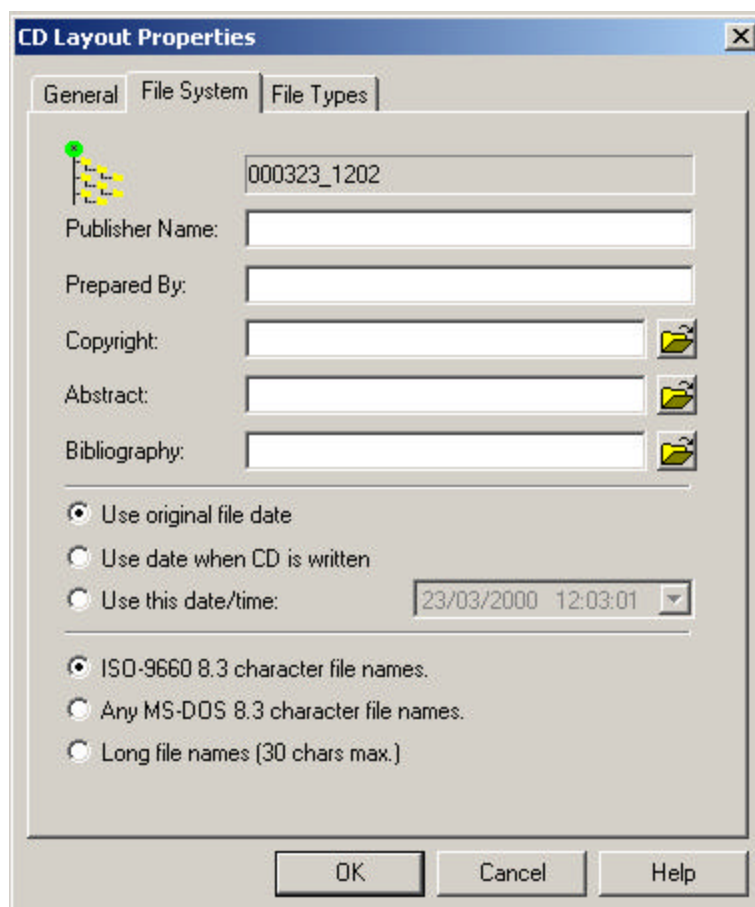 CD Layout Properties
General File System File Types
000323_1202
Publisher Name:
Prepared By:
Copyright:
Abstract:
Bibliography:
Use original file date
Use date when CD is written
Use this date/time: 23/03/2000 12:03:01
ISO-9660 8.3 character file names.
Any MS-DOS 8.3 character file names.
Long file names (30 chars max.)
OK Cancel Help